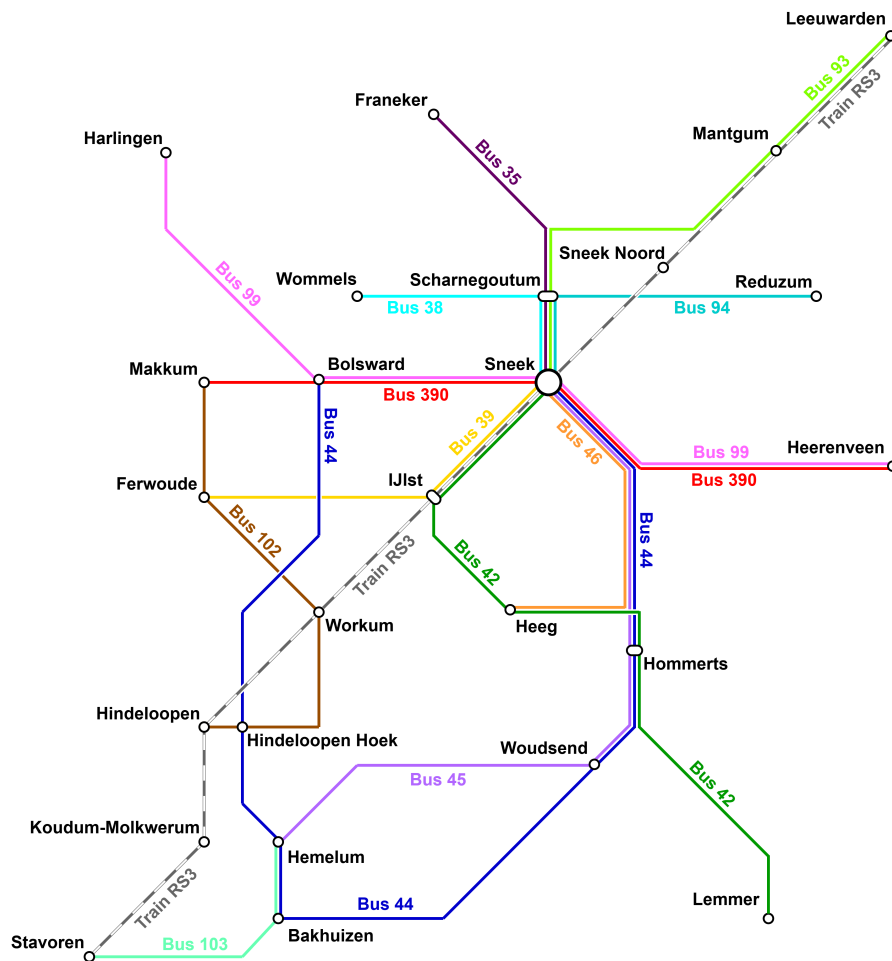 Leeuwarden
Bus 93
Train RS3
Franeker
Mantgum
Harlingen
Bus 35
Sneek Noord
Bus 99
Wommels
Scharnegoutum
Reduzum
Bus 38
Bus 94
Makkum
Bolsward
Sneek
Bus 390
Bus 39
Bus 46
Bus 44
Bus 99
Heerenveen
Bus 390
Ferwoude
IJlst
Bus 102
Train RS3
Bus 42
Bus 44
Workum
Heeg
Hommerts
Hindeloopen
Hindeloopen Hoek
Woudsend
Bus 45
Bus 42
Koudum-Molkwerum
Hemelum
Train RS3
Bus 44
Lemmer
Stavoren
Bus 103
Bakhuizen